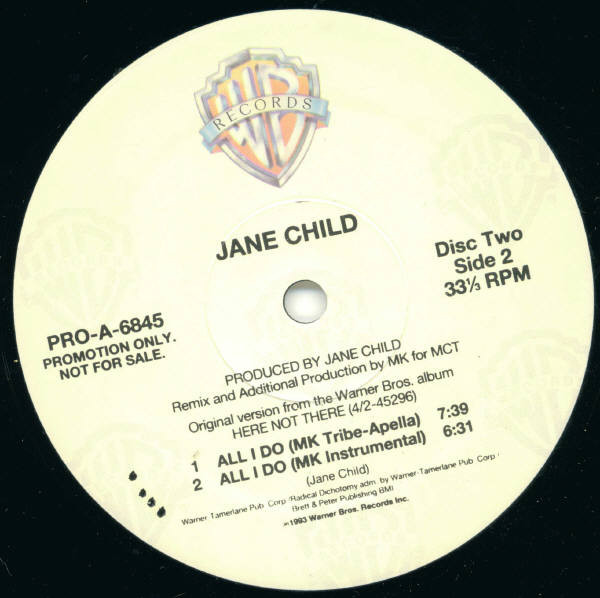 WB
RECORDS
JANE CHILD
Disc Two
Side 2
33⅓ RPM
PRO-A-6845
PROMOTION ONLY.
NOT FOR SALE.
PRODUCED BY JANE CHILD
Remix and Additional Production by MK for MCT
Original version from the Warner Bros. album
HERE NOT THERE (4/2-45296)
1 ALL I DO (MK Tribe-Apella) 7:39
2 ALL I DO (MK Instrumental) 6:31
(Jane Child)
Warner-Tamerlane Pub Corp /Radical Dichotomy adm by Warner-Tamerlane Pub Corp /
Brett & Peter Publishing BMI
1993 Warner Bros. Records Inc.